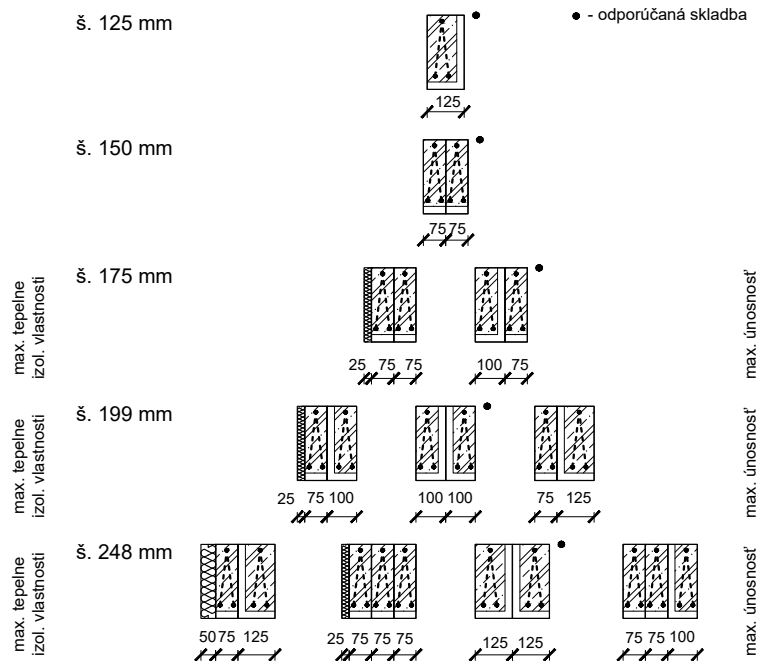 š. 125 mm
● - odporúčaná skladba
125
š. 150 mm
75 75
max. tepelne
izol. vlastnosti
š. 175 mm
max. únosnosť
25 75 75
100 75
max. tepelne
izol. vlastnosti
š. 199 mm
max. únosnosť
25 75 100
100 100
75 125
max. tepelne
izol. vlastnosti
š. 248 mm
max. únosnosť
50 75 125
25 75 75 75
125 125
75 75 100